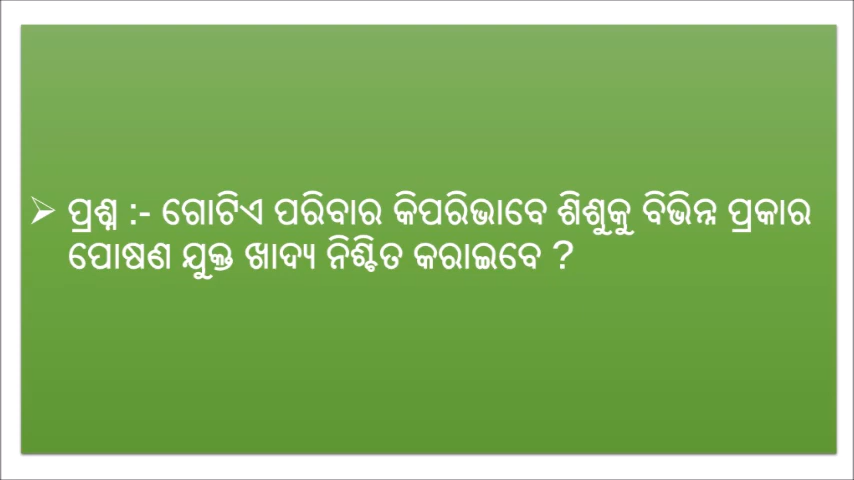 ➢ ପ୍ରଶ୍ନ :- ଗୋଟିଏ ପରିବାର କିପରିଭାବେ ଶିଶୁକୁ ବିଭିନ୍ନ ପ୍ରକାର
ପୋଷଣ ଯୁକ୍ତ ଖାଦ୍ୟ ନିଶ୍ଚିତ କରାଇବେ ?